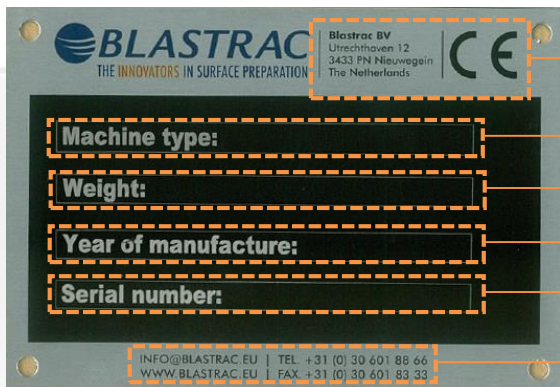 BLASTRAC
THE INNOVATORS IN SURFACE PREPARATION
Blastrac BV
Utrechthaven 12
3433 PN Nieuwegein
The Netherlands
CE
Machine type:
Weight:
Year of manufacture:
Serial number:
INFO@BLASTRAC.EU | TEL. +31 (0) 30 601 88 66
WWW.BLASTRAC.EU | FAX +31 (0) 30 601 83 33